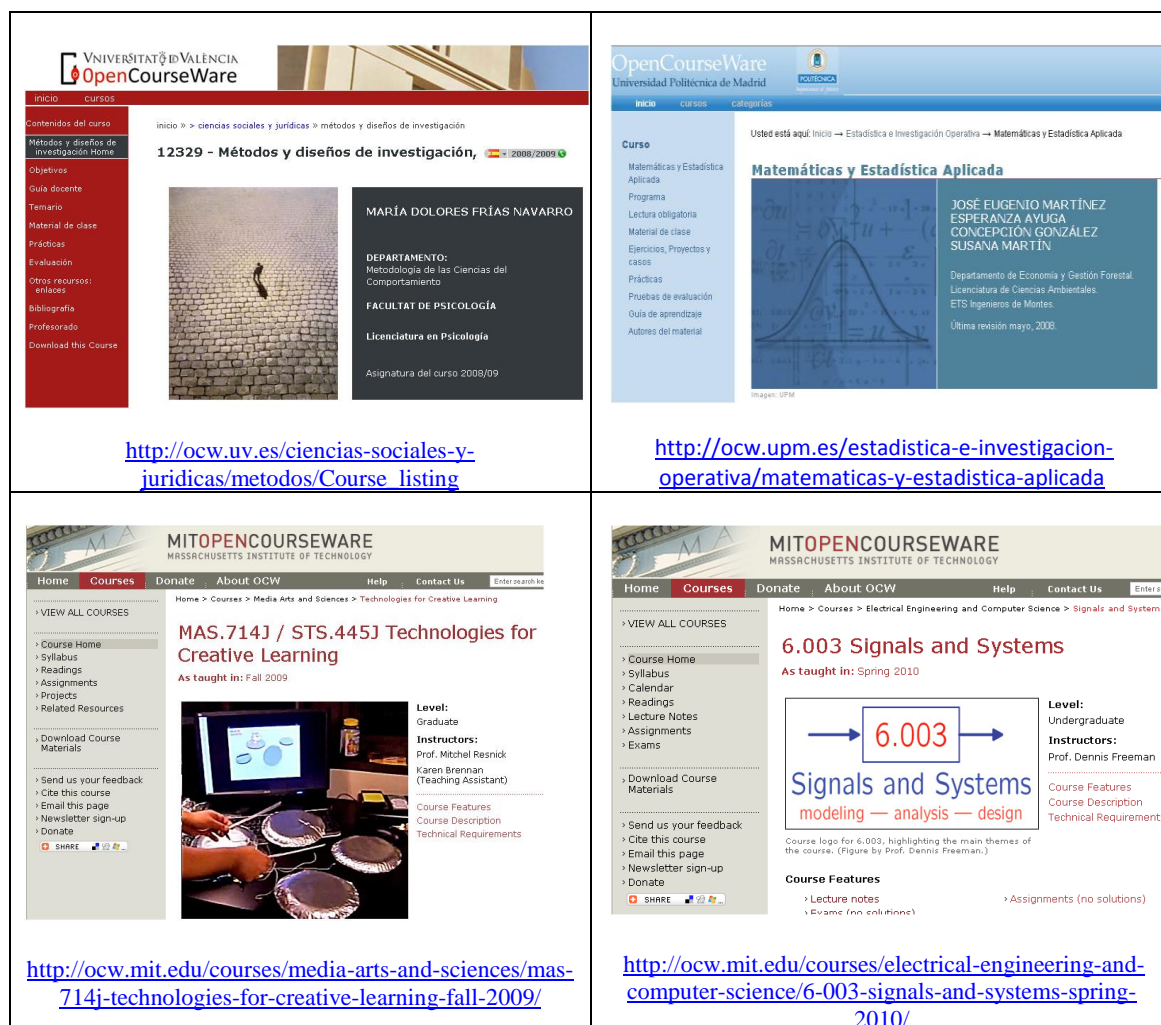 VNIVERSITATIDVALÈNCIA
OpenCourseWare
inicio cursos
Contenidos del curso
Métodos y diseños de
investigación Home
Objetivos
Guía docente
Temario
Material de clase
Prácticas
Evaluación
Otros recursos:
enlaces
Bibliografía
Profesorado
Download this Course
inicio » > ciencias sociales y jurídicas » métodos y diseños de investigación
12329 - Métodos y diseños de investigación, 2008/2009
MARÍA DOLORES FRÍAS NAVARRO
DEPARTAMENTO:
Metodología de las Ciencias del
Comportamiento
FACULTAT DE PSICOLOGÍA
Licenciatura en Psicología
Asignatura del curso 2008/09
http://ocw.uv.es/ciencias-sociales-y-
juridicas/metodos/Course_listing
OpenCourseWare
Universidad Politécnica de Madrid
POLITÉCNICA
inicio cursos categorías
Curso
Matemáticas y Estadística
Aplicada
Programa
Lectura obligatoria
Material de clase
Ejercicios, Proyectos y
casos
Prácticas
Pruebas de evaluación
Guía de aprendizaje
Autores del material
Usted está aquí: Inicio → Estadística e Investigación Operativa → Matemáticas y Estadística Aplicada
Matemáticas y Estadística Aplicada
JOSÉ EUGENIO MARTÍNEZ
ESPERANZA AYUGA
CONCEPCIÓN GONZÁLEZ
SUSANA MARTÍN
Departamento de Economía y Gestión Forestal.
Licenciatura de Ciencias Ambientales.
ETS Ingenieros de Montes.
Última revisión mayo, 2008.
Imagen: UPM
http://ocw.upm.es/estadistica-e-investigacion-
operativa/matematicas-y-estadistica-aplicada
MITOPENCOURSEWARE
MASSACHUSETTS INSTITUTE OF TECHNOLOGY
Home Courses Donate About OCW Help Contact Us Enter search ke
› VIEW ALL COURSES
› Course Home
› Syllabus
› Readings
› Assignments
› Projects
› Related Resources
› Download Course
Materials
› Send us your feedback
› Cite this course
› Email this page
› Newsletter sign-up
› Donate
SHARE
Home > Courses > Media Arts and Sciences > Technologies for Creative Learning
MAS.714J / STS.445J Technologies for
Creative Learning
As taught in: Fall 2009
Level:
Graduate
Instructors:
Prof. Mitchel Resnick
Karen Brennan
(Teaching Assistant)
Course Features
Course Description
Technical Requirements
http://ocw.mit.edu/courses/media-arts-and-sciences/mas-
714j-technologies-for-creative-learning-fall-2009/
MITOPENCOURSEWARE
MASSACHUSETTS INSTITUTE OF TECHNOLOGY
Home Courses Donate About OCW Help Contact Us Enter s
› VIEW ALL COURSES
› Course Home
› Syllabus
› Calendar
› Readings
› Lecture Notes
› Assignments
› Exams
› Download Course
Materials
› Send us your feedback
› Cite this course
› Email this page
› Newsletter sign-up
› Donate
SHARE
Home > Courses > Electrical Engineering and Computer Science > Signals and System
6.003 Signals and Systems
As taught in: Spring 2010
6.003
Signals and Systems
modeling — analysis — design
Course logo for 6.003, highlighting the main themes of
the course. (Figure by Prof. Dennis Freeman.)
Level:
Undergraduate
Instructors:
Prof. Dennis Freeman
Course Features
Course Description
Technical Requirement
Course Features
› Lecture notes
› Assignments (no solutions)
› Exams (no solutions)
http://ocw.mit.edu/courses/electrical-engineering-and-
computer-science/6-003-signals-and-systems-spring-
2010/